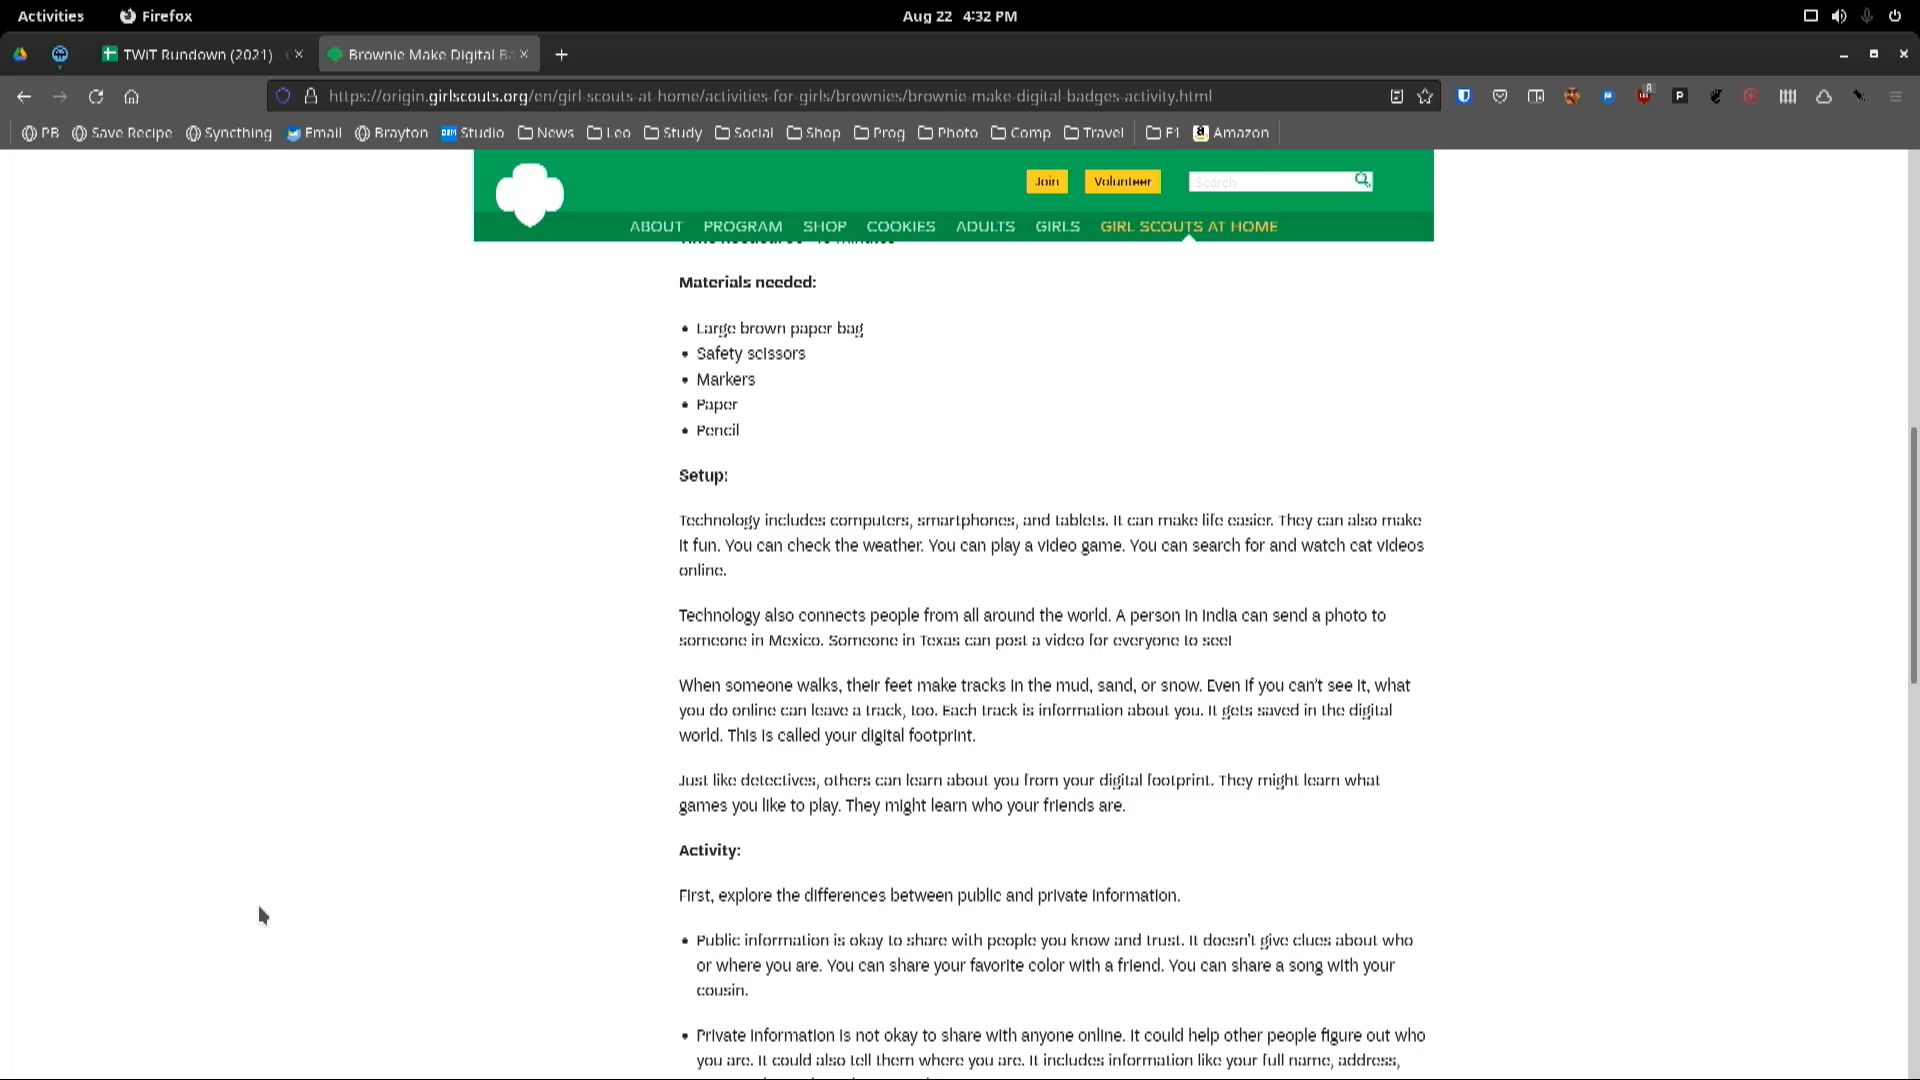 Activities Firefox Aug 22 4:32 PM
TWiT Rundown (2021) Brownie Make Digital Ba
https://origin.girlscouts.org/en/girl-scouts-at-home/activities-for-girls/brownies/brownie-make-digital-badges-activity.html
PB Save Recipe Syncthing Email Brayton Studio News Leo Study Social Shop Prog Photo Comp Travel F1 Amazon
Join Volunteer Search
ABOUT PROGRAM SHOP COOKIES ADULTS GIRLS GIRL SCOUTS AT HOME
Materials needed:
• Large brown paper bag
• Safety scissors
• Markers
• Paper
• Pencil
Setup:
Technology includes computers, smartphones, and tablets. It can make life easier. They can also make
it fun. You can check the weather. You can play a video game. You can search for and watch cat videos
online.
Technology also connects people from all around the world. A person in India can send a photo to
someone in Mexico. Someone in Texas can post a video for everyone to see!
When someone walks, their feet make tracks in the mud, sand, or snow. Even if you can't see it, what
you do online can leave a track, too. Each track is information about you. It gets saved in the digital
world. This is called your digital footprint.
Just like detectives, others can learn about you from your digital footprint. They might learn what
games you like to play. They might learn who your friends are.
Activity:
First, explore the differences between public and private information.
• Public information is okay to share with people you know and trust. It doesn't give clues about who
or where you are. You can share your favorite color with a friend. You can share a song with your
cousin.
• Private information is not okay to share with anyone online. It could help other people figure out who
you are. It could also tell them where you are. It includes information like your full name, address,